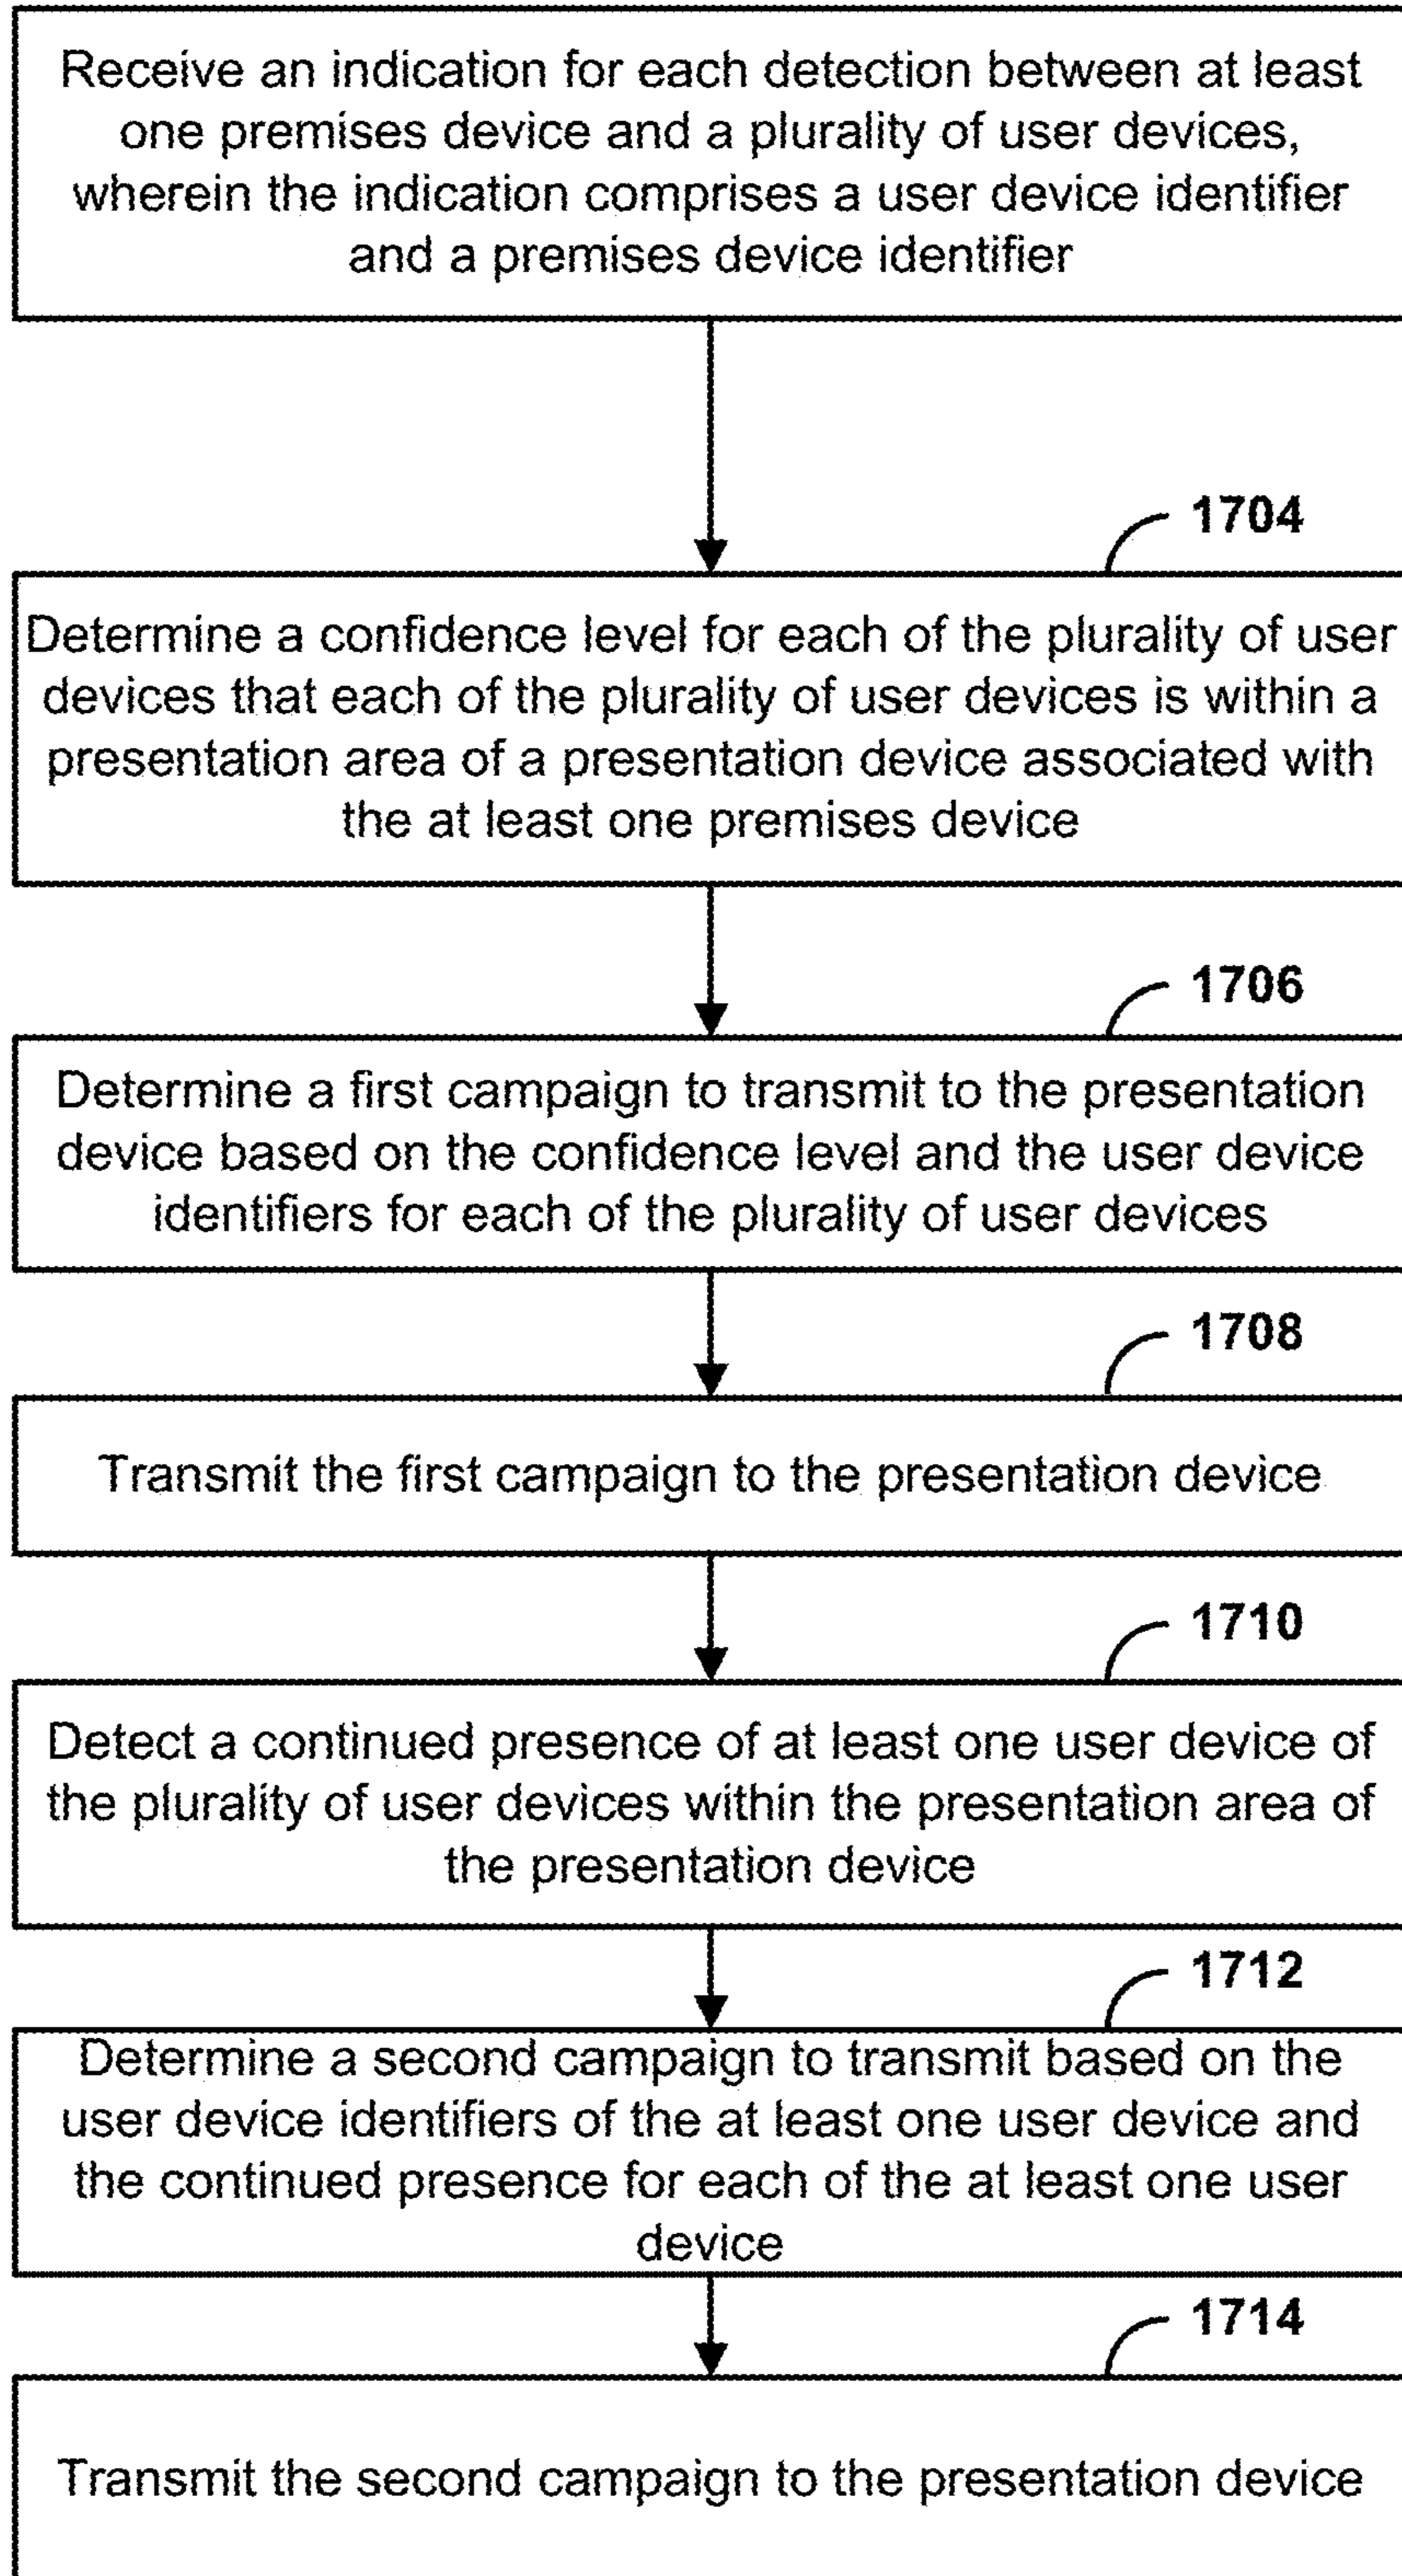 Receive an indication for each detection between at least
one premises device and a plurality of user devices,
wherein the indication comprises a user device identifier
and a premises device identifier
1704
Determine a confidence level for each of the plurality of user
devices that each of the plurality of user devices is within a
presentation area of a presentation device associated with
the at least one premises device
1706
Determine a first campaign to transmit to the presentation
device based on the confidence level and the user device
identifiers for each of the plurality of user devices
1708
Transmit the first campaign to the presentation device
1710
Detect a continued presence of at least one user device of
the plurality of user devices within the presentation area of
the presentation device
1712
Determine a second campaign to transmit based on the
user device identifiers of the at least one user device and
the continued presence for each of the at least one user
device
1714
Transmit the second campaign to the presentation device